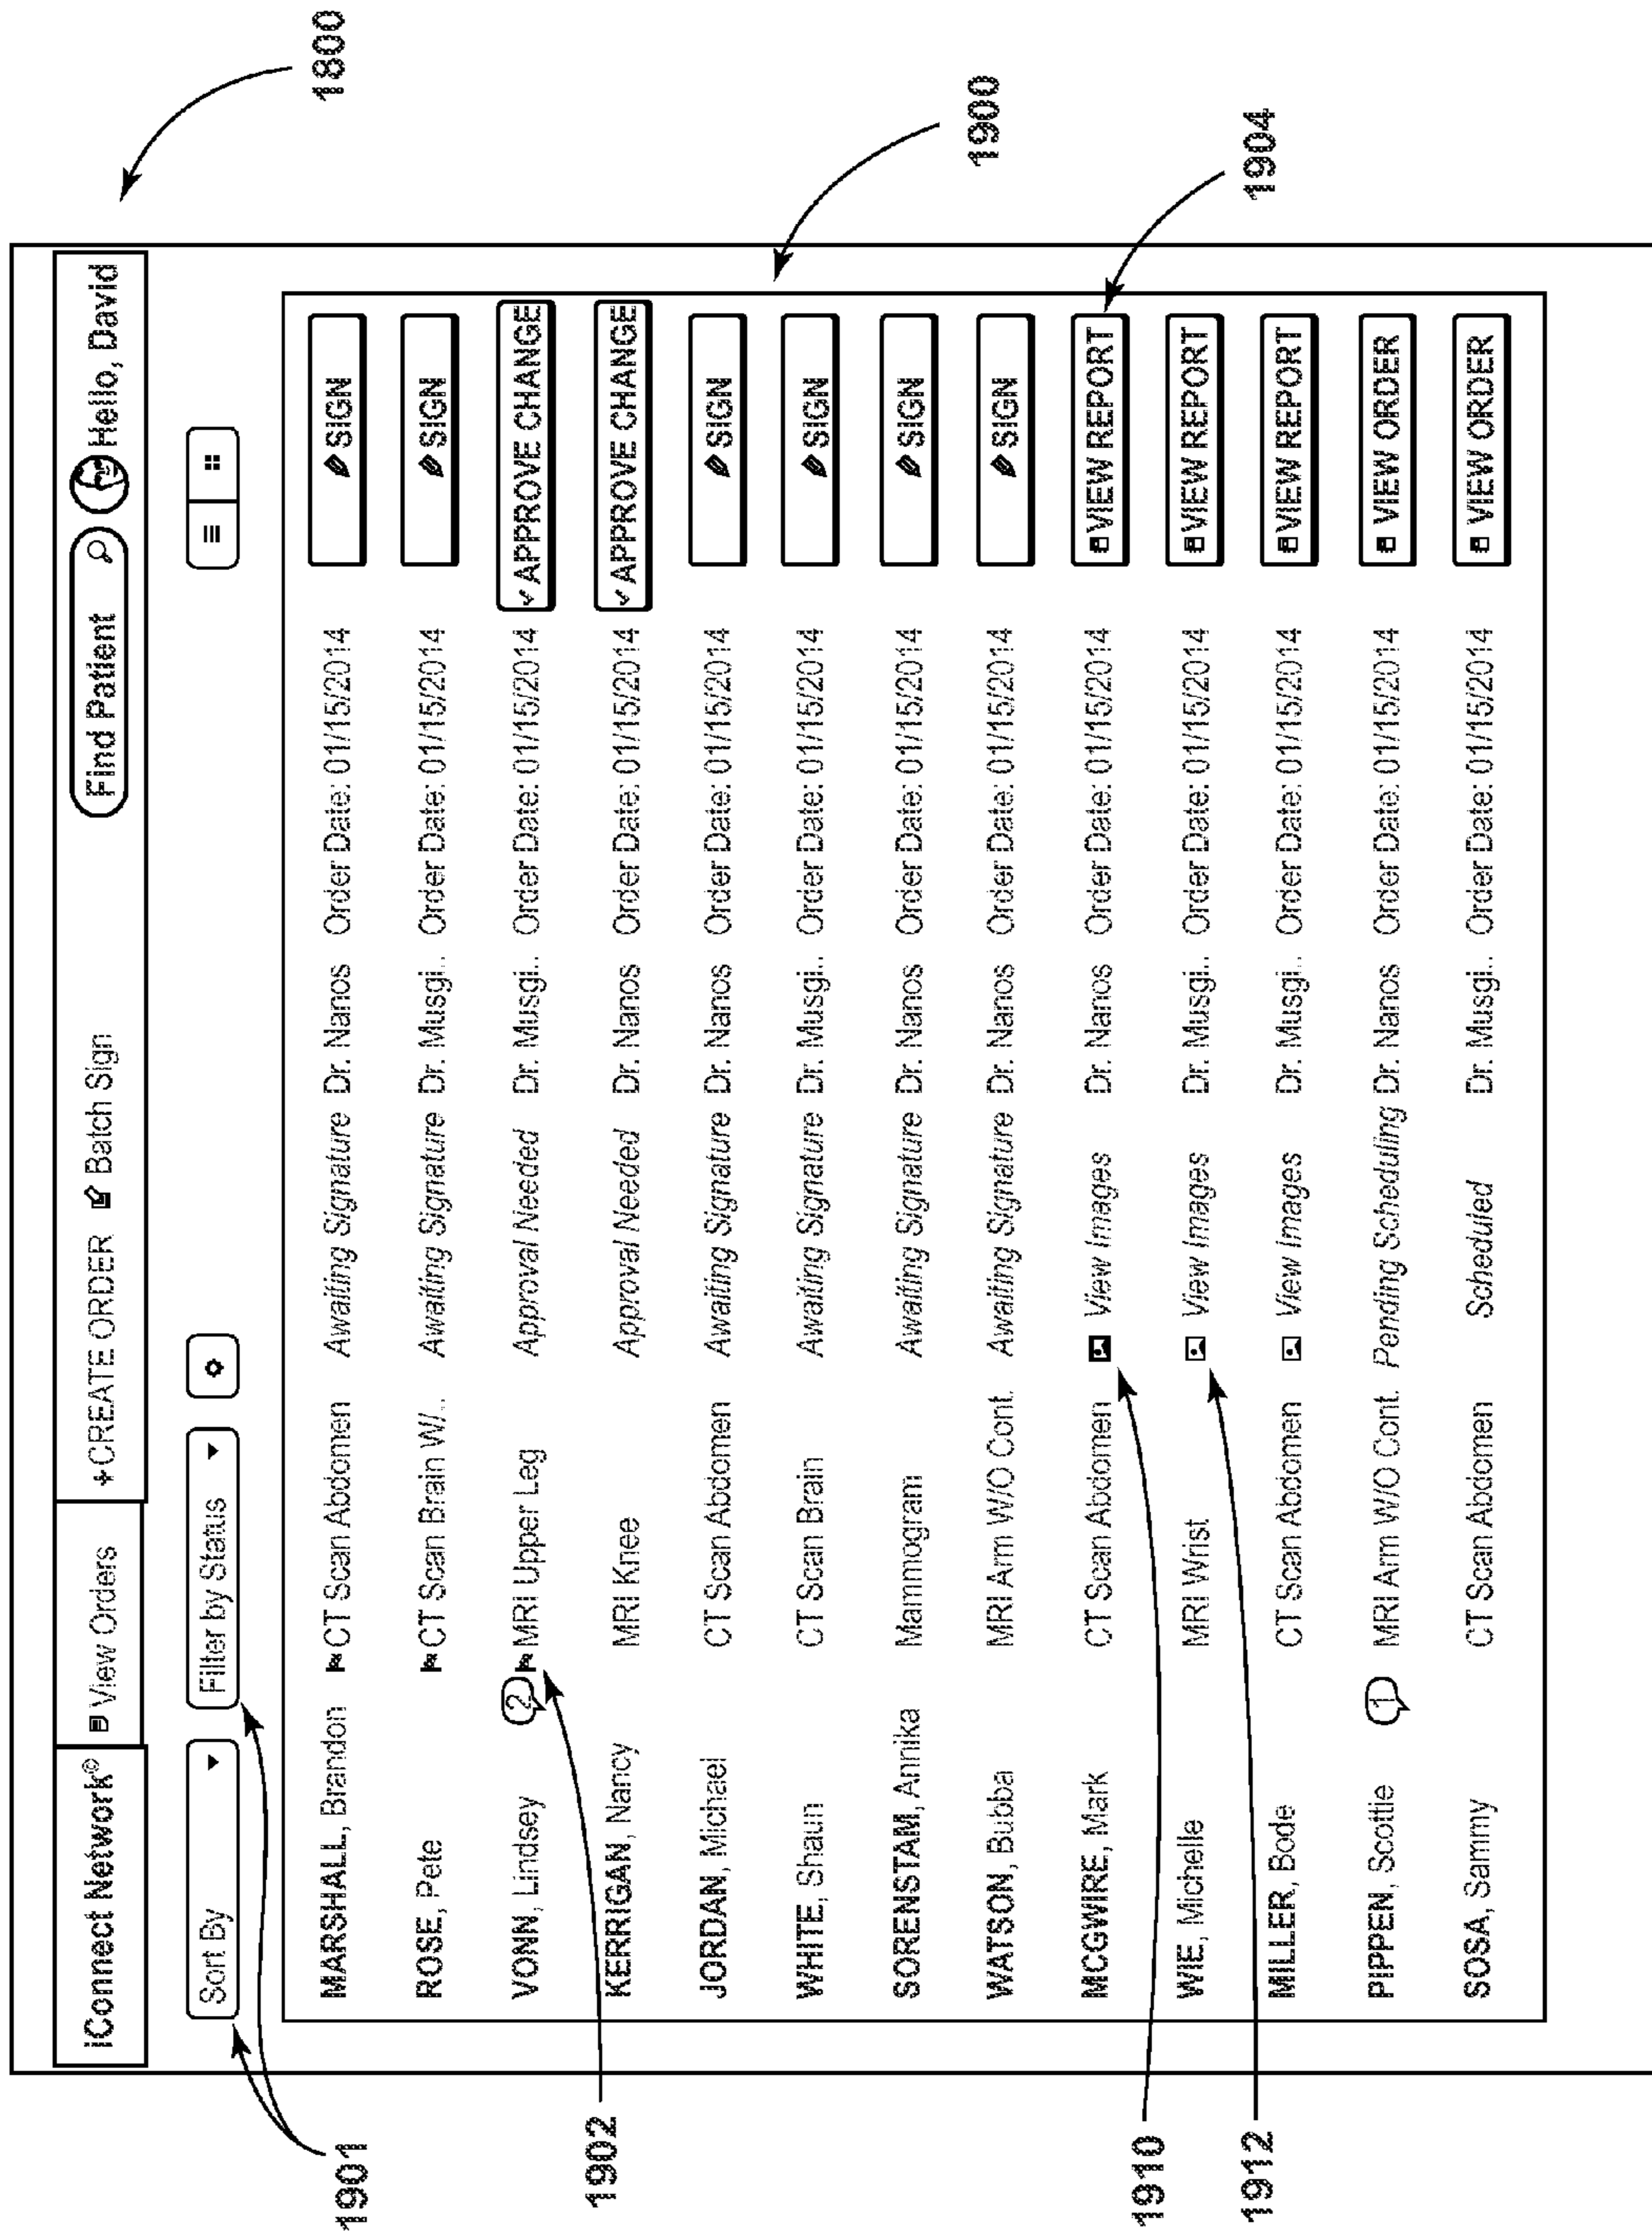 1800
iConnect Network© View Orders +CREATE ORDER Batch Sign Find Patient Hello, David
Sort By Filter by Status
1901
MARSHALL, Brandon CT Scan Abdomen Awaiting Signature Dr. Nanos Order Date: 01/15/2014 SIGN
ROSE, Pete CT Scan Brain W/... Awaiting Signature Dr. Musgi... Order Date: 01/15/2014 SIGN
VONN, Lindsey 2 MRI Upper Leg Approval Needed Dr. Musgi... Order Date: 01/15/2014 ✓ APPROVE CHANGE
1902
KERRIGAN, Nancy MRI Knee Approval Needed Dr. Nanos Order Date: 01/15/2014 ✓ APPROVE CHANGE
JORDAN, Michael CT Scan Abdomen Awaiting Signature Dr. Nanos Order Date: 01/15/2014 SIGN
1900
WHITE, Shaun CT Scan Brain Awaiting Signature Dr. Musgi... Order Date: 01/15/2014 SIGN
SORENSTAM, Annika Mammogram Awaiting Signature Dr. Nanos Order Date: 01/15/2014 SIGN
WATSON, Bubba MRI Arm W/O Cont. Awaiting Signature Dr. Nanos Order Date: 01/15/2014 SIGN
MCGWIRE, Mark CT Scan Abdomen View Images Dr. Nanos Order Date: 01/15/2014 VIEW REPORT
1904
1910
WIE, Michelle MRI Wrist View Images Dr. Musgi... Order Date: 01/15/2014 VIEW REPORT
1912
MILLER, Bode CT Scan Abdomen View Images Dr. Musgi... Order Date: 01/15/2014 VIEW REPORT
PIPPEN, Scottie 1 MRI Arm W/O Cont. Pending Scheduling Dr. Nanos Order Date: 01/15/2014 VIEW ORDER
SOSA, Sammy CT Scan Abdomen Scheduled Dr. Musgi... Order Date: 01/15/2014 VIEW ORDER